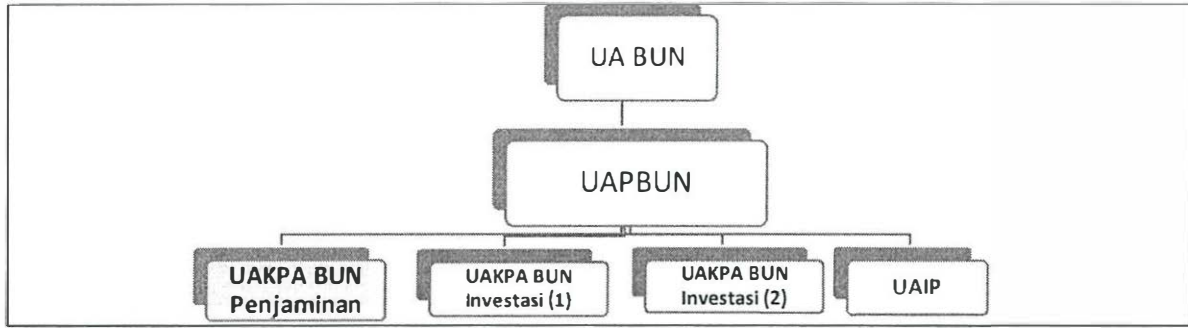 UA BUN
UAPBUN
UAKPA BUN
Penjaminan
UAKPA BUN
Investasi (1)
UAKPA BUN
Investasi (2)
UAIP